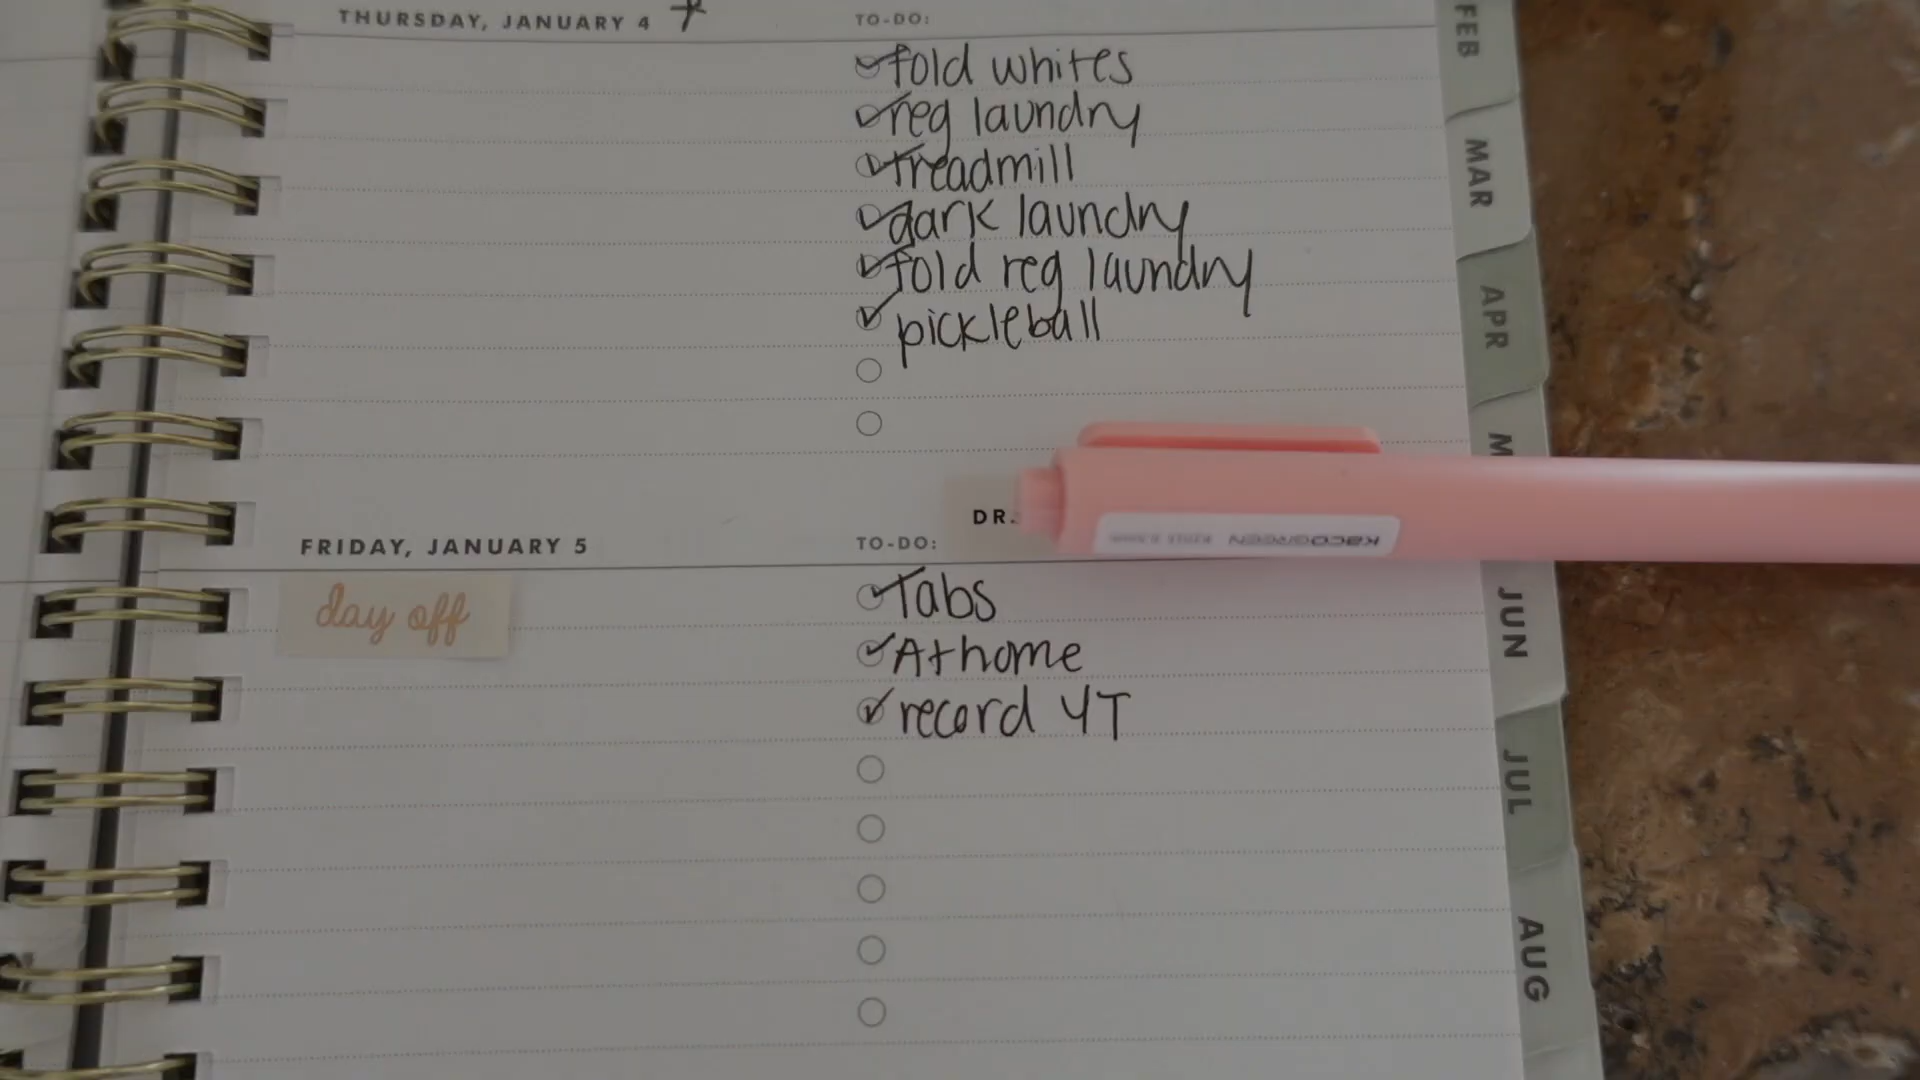 THURSDAY, JANUARY 4
TO-DO:
fold whites
reg laundry
treadmill
dark laundry
fold reg laundry
pickleball
DR.
FRIDAY, JANUARY 5
TO-DO:
day off
Tabs
At home
record YT
KACOGREEN
FEB
MAR
APR
M
JUN
JUL
AUG